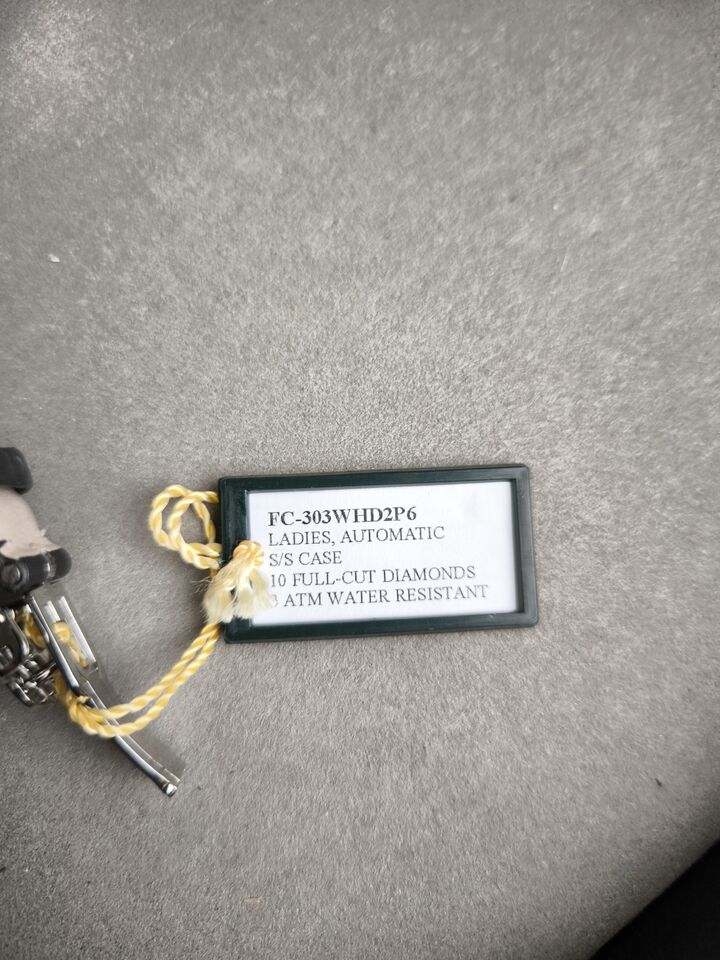 FC-303WHD2P6
LADIES, AUTOMATIC
S/S CASE
10 FULL-CUT DIAMONDS
3 ATM WATER RESISTANT